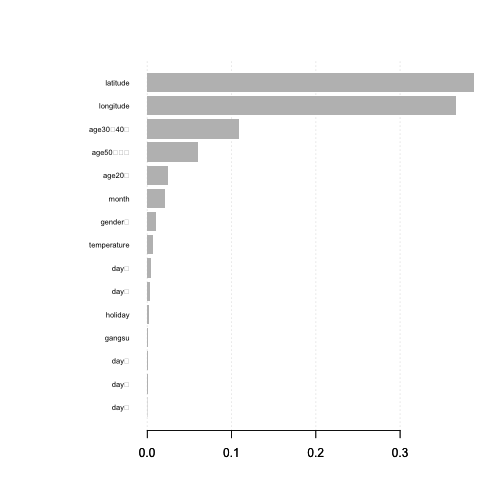 latitude
longitude
age30□40□
age50□□□
age20□
month
gender□
temperature
day□
day□
holiday
gangsu
day□
day□
day□
0.0 0.1 0.2 0.3